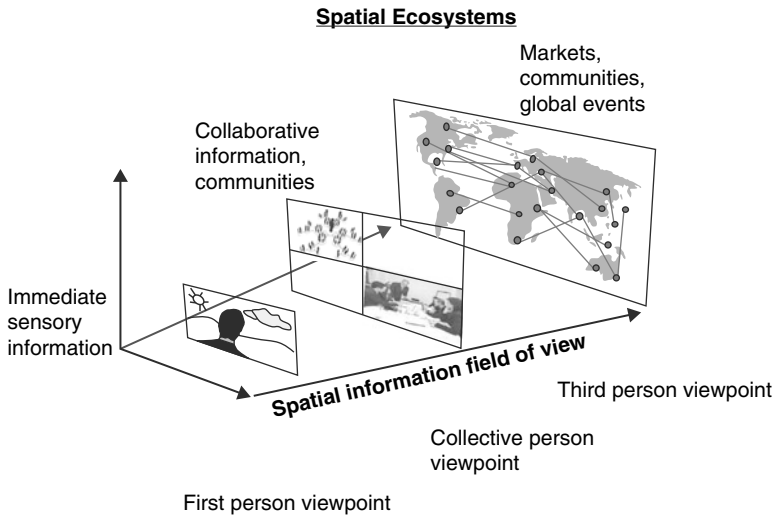 Spatial Ecosystems
Markets,
communities,
global events
Collaborative
information,
communities
Immediate
sensory
information
Spatial information field of view
Third person viewpoint
Collective person
viewpoint
First person viewpoint